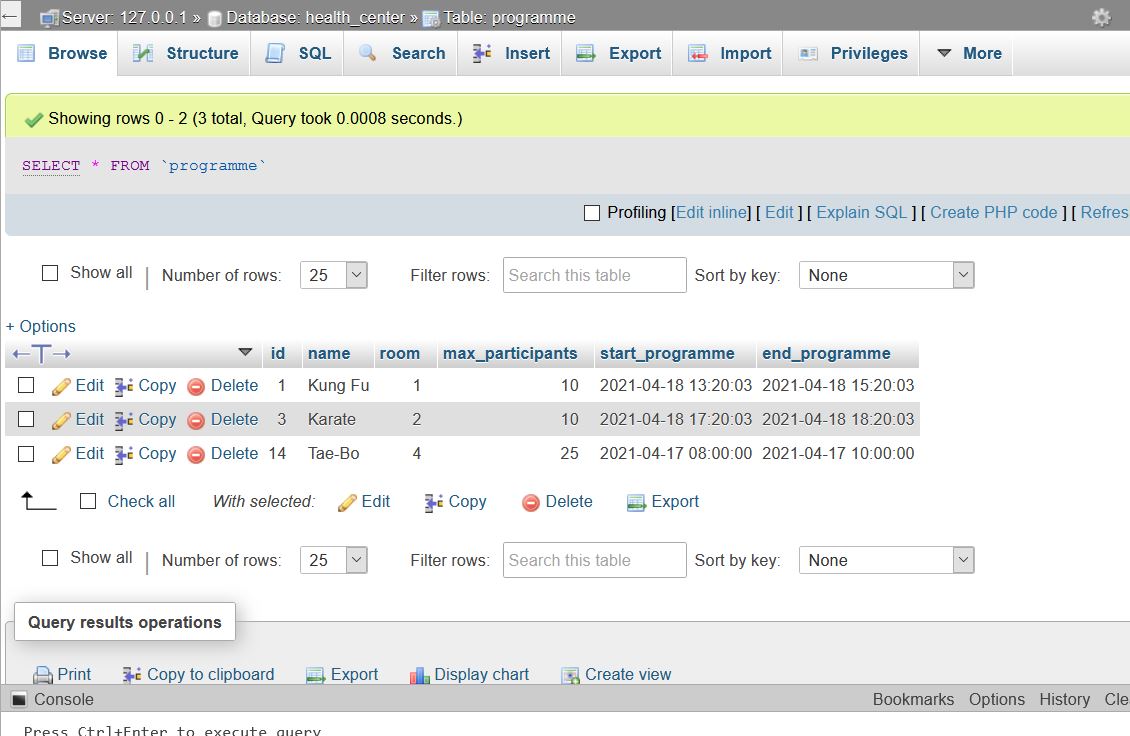 Server: 127.0.0.1 » Database: health_center » Table: programme
Browse Structure SQL Search Insert Export Import Privileges More
Showing rows 0 - 2 (3 total, Query took 0.0008 seconds.)
SELECT * FROM `programme`
Profiling [Edit inline] [ Edit ] [ Explain SQL ] [ Create PHP code ] [ Refres
Show all | Number of rows: 25 Filter rows: Search this table Sort by key: None
+ Options
←T→ id name room max_participants start_programme end_programme
Edit Copy Delete 1 Kung Fu 1 10 2021-04-18 13:20:03 2021-04-18 15:20:03
Edit Copy Delete 3 Karate 2 10 2021-04-18 17:20:03 2021-04-18 18:20:03
Edit Copy Delete 14 Tae-Bo 4 25 2021-04-17 08:00:00 2021-04-17 10:00:00
Check all With selected: Edit Copy Delete Export
Show all | Number of rows: 25 Filter rows: Search this table Sort by key: None
Query results operations
Print Copy to clipboard Export Display chart Create view
Console Bookmarks Options History Cle
Press Ctrl+Enter to execute query